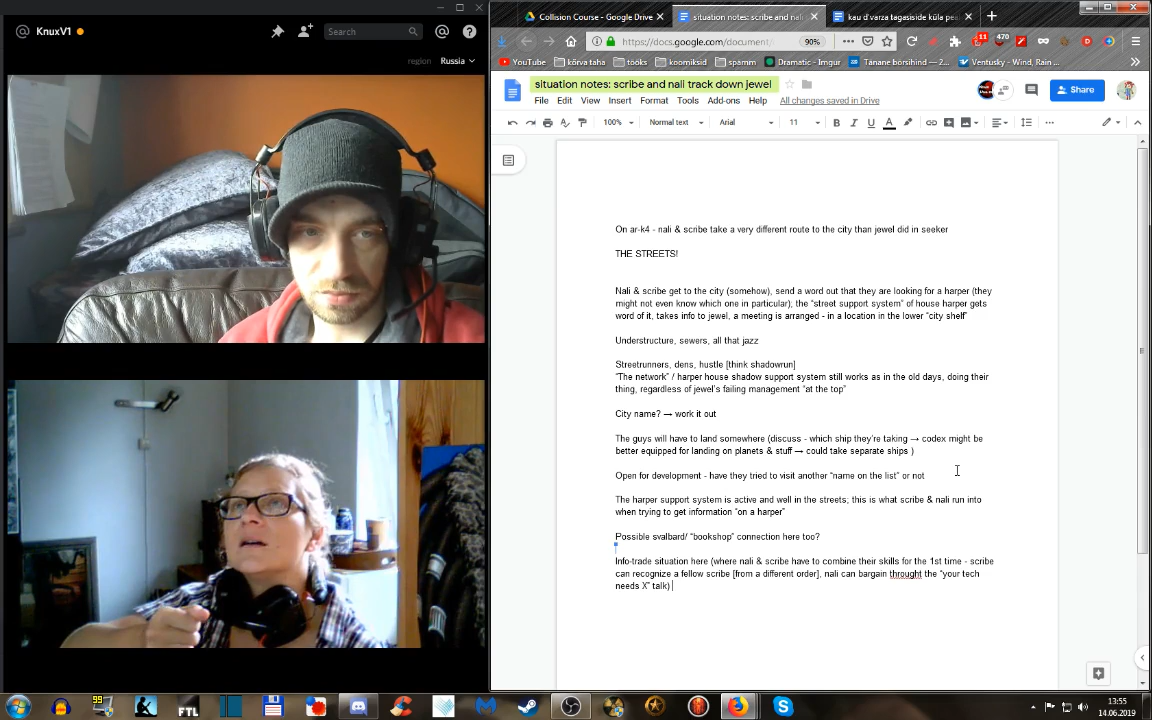 KnuxV1
Search
region
Russia
Collision Course - Google Drive
situation notes: scribe and nali
kau d'varza tagasiside küla pea
https://docs.google.com/document/
90%
11
470
YouTube
kõrva taha
tööks
koomiksid
spämm
Dramatic - Imgur
Tänane börsihind — 2...
Ventusky - Wind, Rain ...
situation notes: scribe and nali track down jewel
File Edit View Insert Format Tools Add-ons Help All changes saved in Drive
Share
100% Normal text Arial 11
On ar-k4 - nali & scribe take a very different route to the city than jewel did in seeker
THE STREETS!
Nali & scribe get to the city (somehow), send a word out that they are looking for a harper (they
might not even know which one in particular); the “street support system” of house harper gets
word of it, takes info to jewel, a meeting is arranged - in a location in the lower “city shelf”
Understructure, sewers, all that jazz
Streetrunners, dens, hustle [think shadowrun]
“The network” / harper house shadow support system still works as in the old days, doing their
thing, regardless of jewel’s failing management “at the top”
City name? → work it out
The guys will have to land somewhere (discuss - which ship they’re taking → codex might be
better equipped for landing on planets & stuff → could take separate ships )
Open for development - have they tried to visit another “name on the list” or not
The harper support system is active and well in the streets; this is what scribe & nali run into
when trying to get information “on a harper”
Possible svalbard/ “bookshop” connection here too?
Info-trade situation here (where nali & scribe have to combine their skills for the 1st time - scribe
can recognize a fellow scribe [from a different order], nali can bargain throught the “your tech
needs X” talk)
99
FTL
13:55
14.06.2019